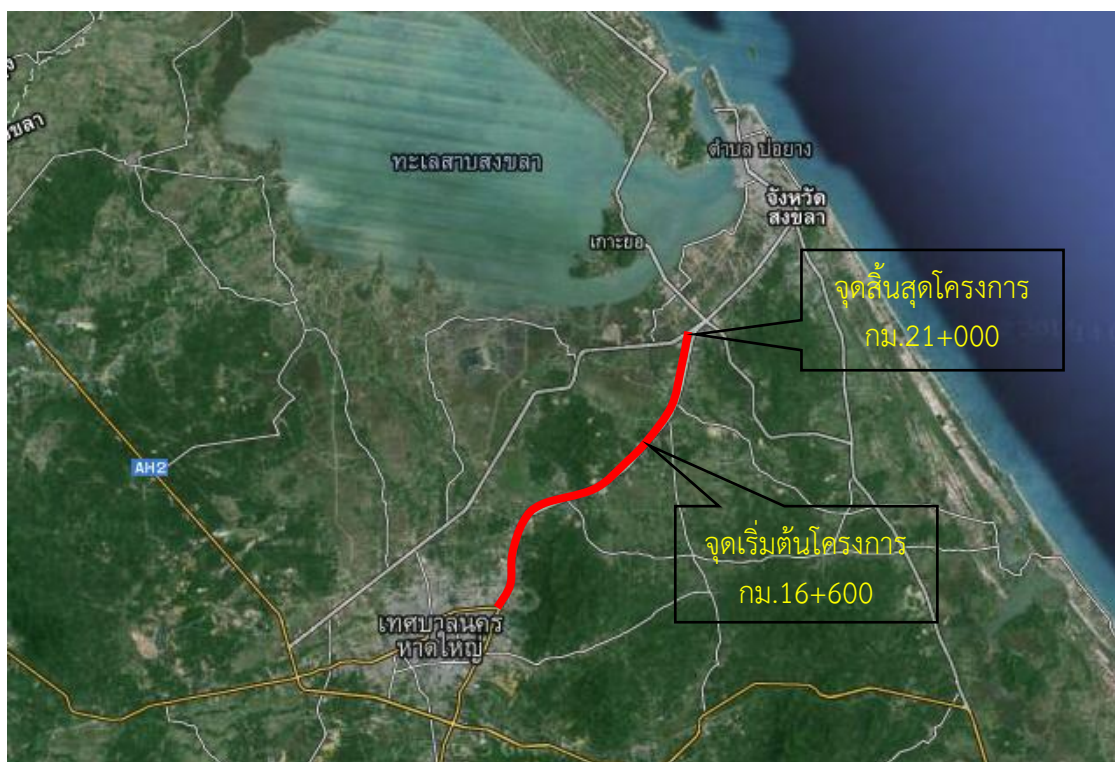 ทะเลสาบสงขลา
ตำบล บ่อยาง
จังหวัด
สงขลา
เกาะยอ
จุดสิ้นสุดโครงการ
กม.21+000
AH2
จุดเริ่มต้นโครงการ
กม.16+600
เทศบาลนคร
หาดใหญ่